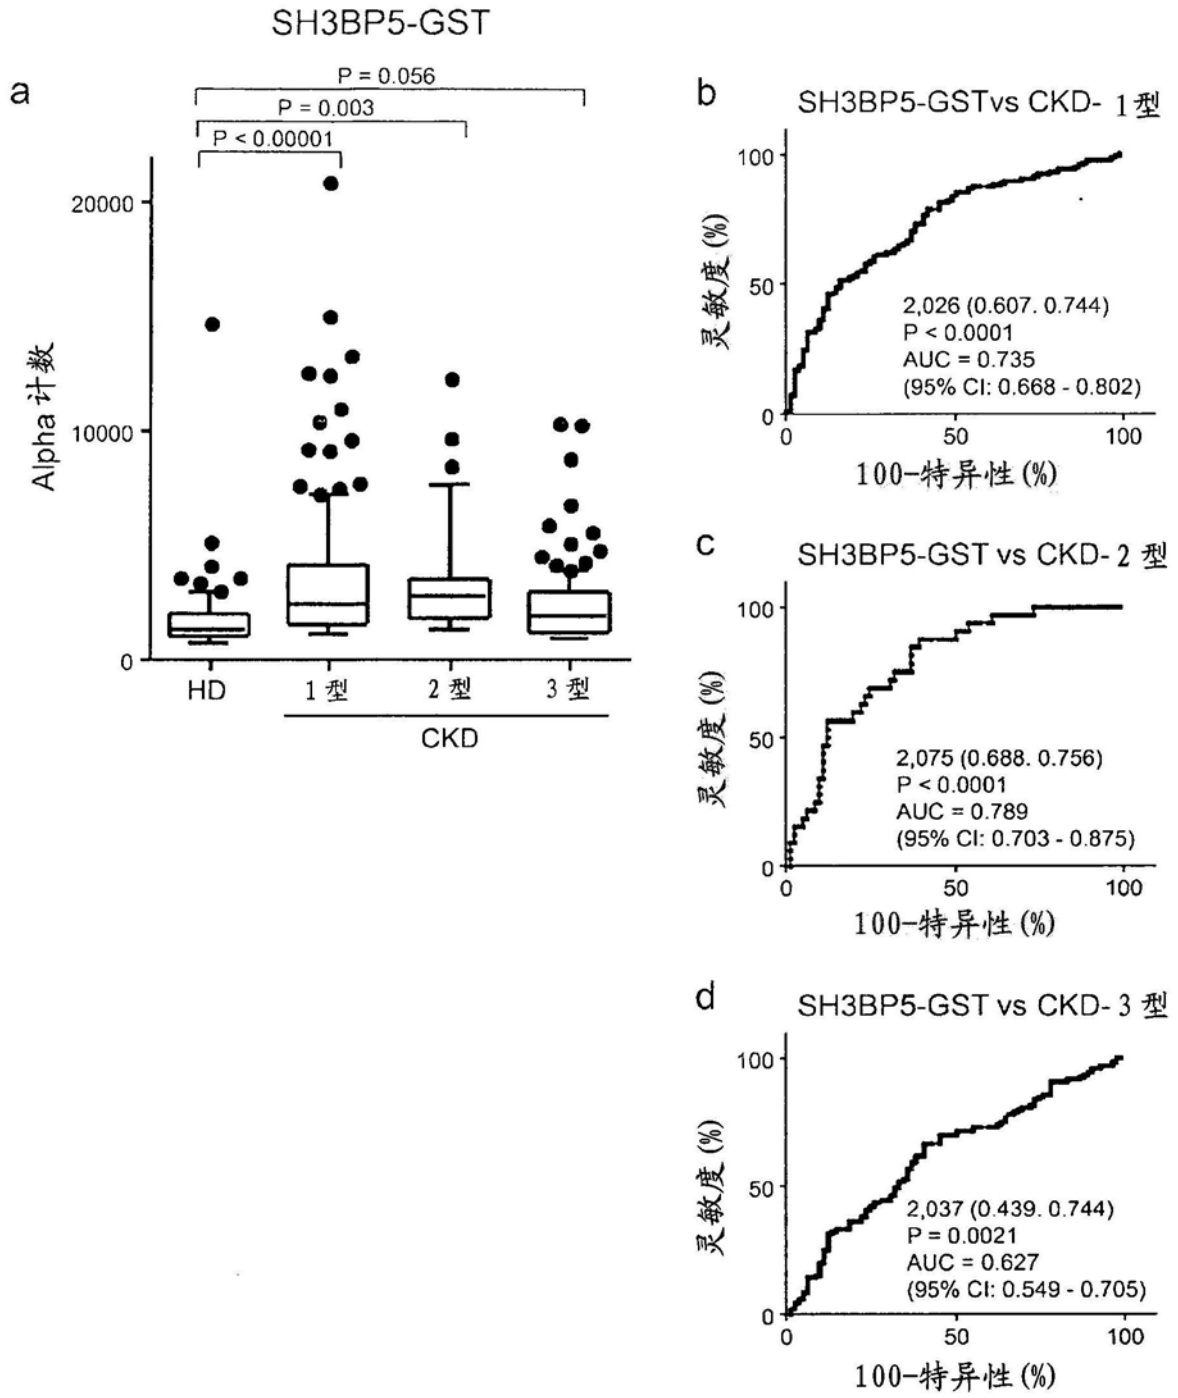 SH3BP5-GST
a
P = 0.056
P = 0.003
P < 0.00001
20000
10000
0
Alpha 计数
HD
1 型
2 型
3 型
CKD
b
SH3BP5-GSTvs CKD- 1 型
100
50
0
灵敏度 (%)
2,026 (0.607. 0.744)
P < 0.0001
AUC = 0.735
(95% CI: 0.668 - 0.802)
0
50
100
100-特异性 (%)
c
SH3BP5-GST vs CKD- 2 型
100
50
0
灵敏度 (%)
2,075 (0.688. 0.756)
P < 0.0001
AUC = 0.789
(95% CI: 0.703 - 0.875)
0
50
100
100-特异性 (%)
d
SH3BP5-GST vs CKD- 3 型
100
50
0
灵敏度 (%)
2,037 (0.439. 0.744)
P = 0.0021
AUC = 0.627
(95% CI: 0.549 - 0.705)
0
50
100
100-特异性 (%)